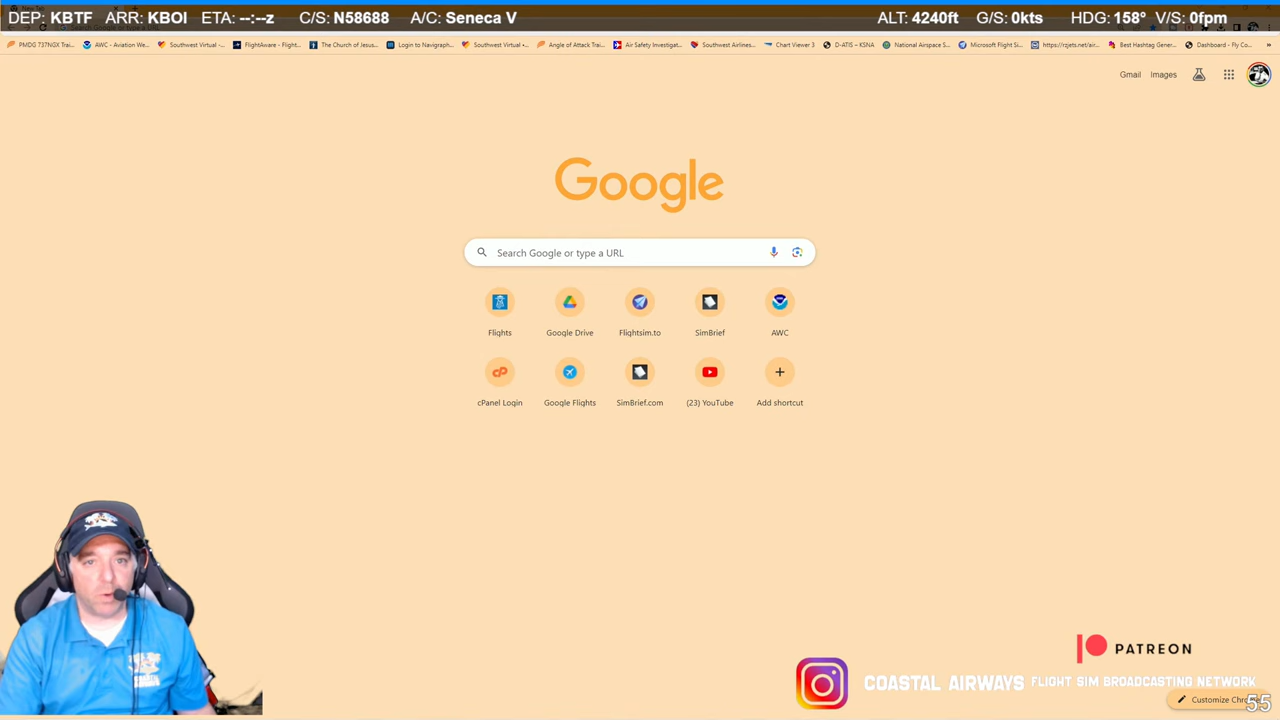 DEP: KBTF ARR: KBOI ETA: --:--z C/S: N58688 A/C: Seneca V ALT: 4240ft G/S: 0kts HDG: 158° V/S: 0fpm
PMDG 737NGX Trai... AWC - Aviation We... Southwest Virtual -... FlightAware - Flight... The Church of Jesus... Login to Navigraph... Southwest Virtual +... Angle of Attack Trai... Air Safety Investigat... Southwest Airlines... Chart Viewer 3 D-ATIS – KSNA National Airspace S... Microsoft Flight Si... https://rzjets.net/air... Best Hashtag Gener... Dashboard - Fly Co... »
Gmail Images
Google
Search Google or type a URL
Flights Google Drive Flightsim.to SimBrief AWC
cPanel Login Google Flights SimBrief.com (23) YouTube Add shortcut
PATREON
COASTAL AIRWAYS FLIGHT SIM BROADCASTING NETWORK
Customize Chr
55